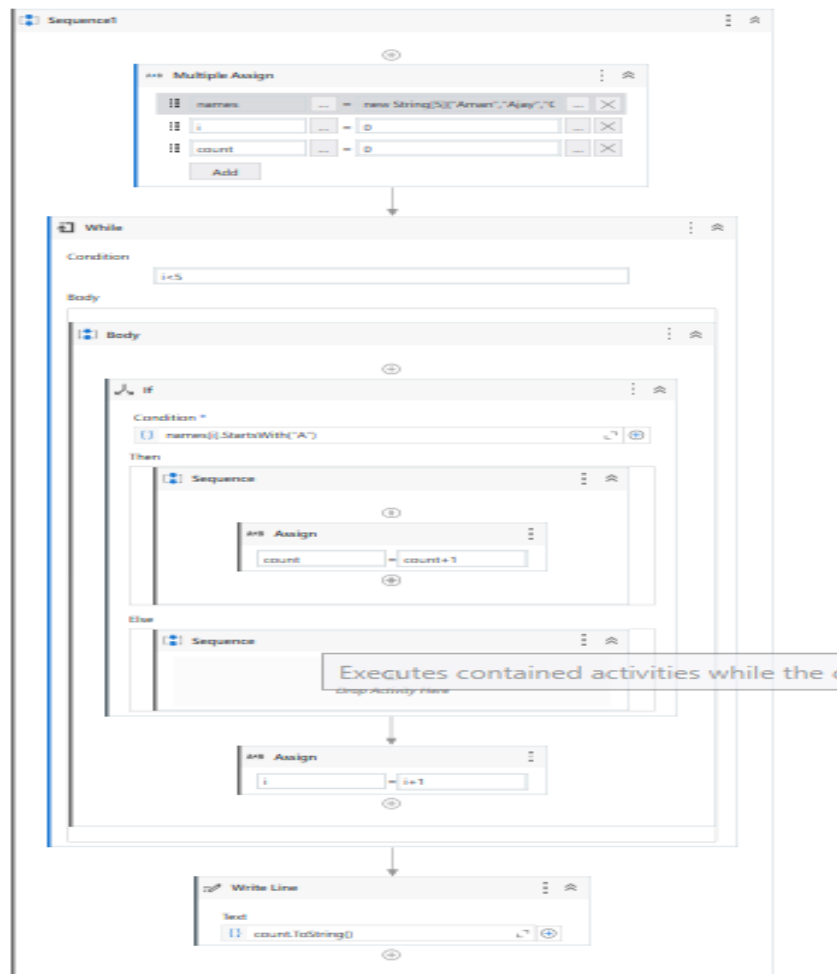 Sequence1
A*B Multiple Assign
names ... = new String[5]{"Aman","Ajay","C ...
i ... = 0 ...
count ... = 0 ...
Add
While
Condition
i<5
Body
Body
If
Condition *
names(i).StartsWith("A")
Then
Sequence
A*B Assign
count = count+1
Else
Sequence
Executes contained activities while the
Drop Activity Here
A*B Assign
i = i+1
Write Line
Text
count.ToString()